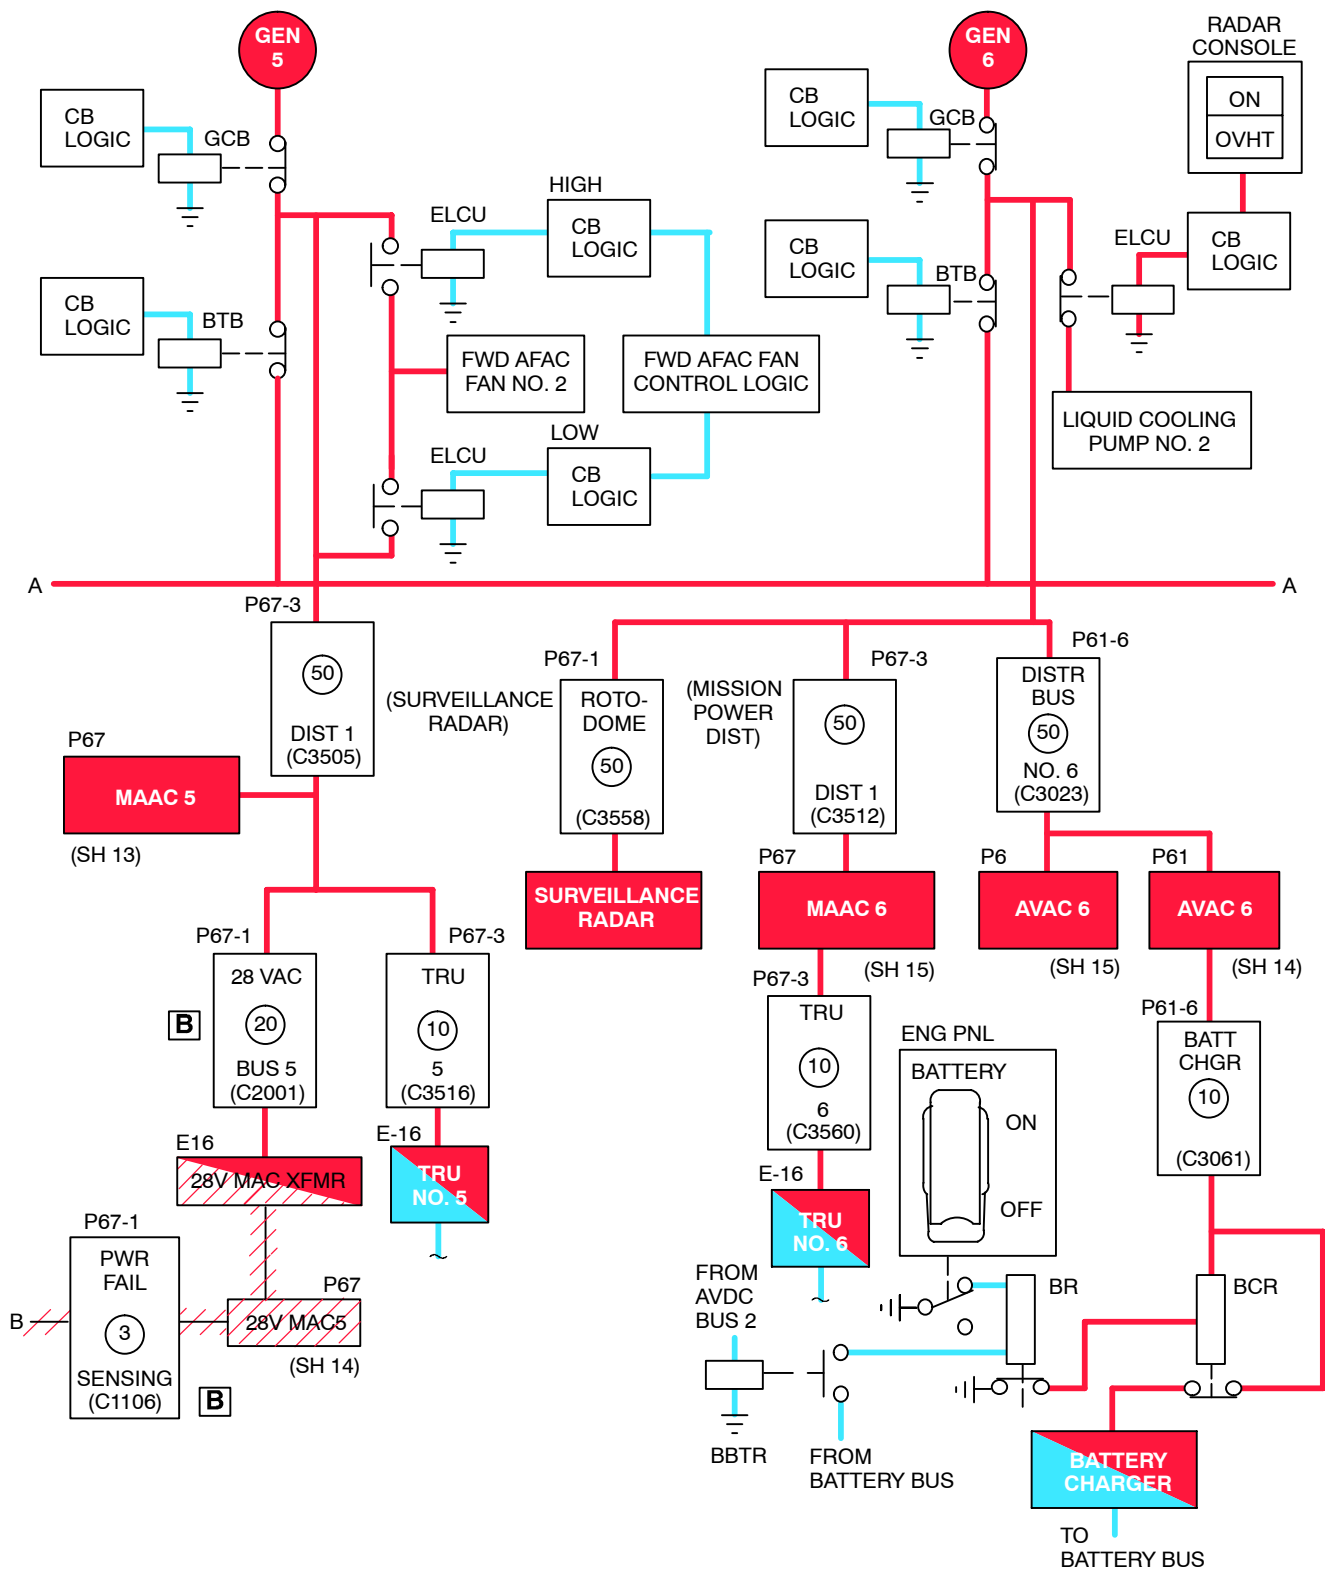 GEN
5
GEN
6
RADAR
CONSOLE
ON
OVHT
CB
LOGIC
GCB
CB
LOGIC
GCB
HIGH
ELCU
CB
LOGIC
CB
LOGIC
BTB
CB
LOGIC
BTB
ELCU
CB
LOGIC
FWD AFAC
FAN NO. 2
FWD AFAC FAN
CONTROL LOGIC
LOW
ELCU
CB
LOGIC
LIQUID COOLING
PUMP NO. 2
A
A
P67-3
50
DIST 1
(C3505)
P67
MAAC 5
(SH 13)
(SURVEILLANCE
RADAR)
P67-1
ROTO-
DOME
50
(C3558)
SURVEILLANCE
RADAR
(MISSION
POWER
DIST)
P67-3
50
DIST 1
(C3512)
P67
MAAC 6
(SH 15)
P61-6
DISTR
BUS
50
NO. 6
(C3023)
P6
AVAC 6
(SH 15)
P61
AVAC 6
(SH 14)
P67-1
28 VAC
20
BUS 5
(C2001)
B
P67-3
TRU
10
5
(C3516)
E16
28V MAC XFMR
E-16
TRU
NO. 5
P67-1
PWR
FAIL
3
SENSING
(C1106)
B
B
P67
28V MAC5
(SH 14)
P67-3
TRU
10
6
(C3560)
E-16
TRU
NO. 6
ENG PNL
BATTERY
ON
OFF
P61-6
BATT
CHGR
10
(C3061)
FROM
AVDC
BUS 2
BBTR
FROM
BATTERY BUS
BR
BCR
BATTERY
CHARGER
TO
BATTERY BUS